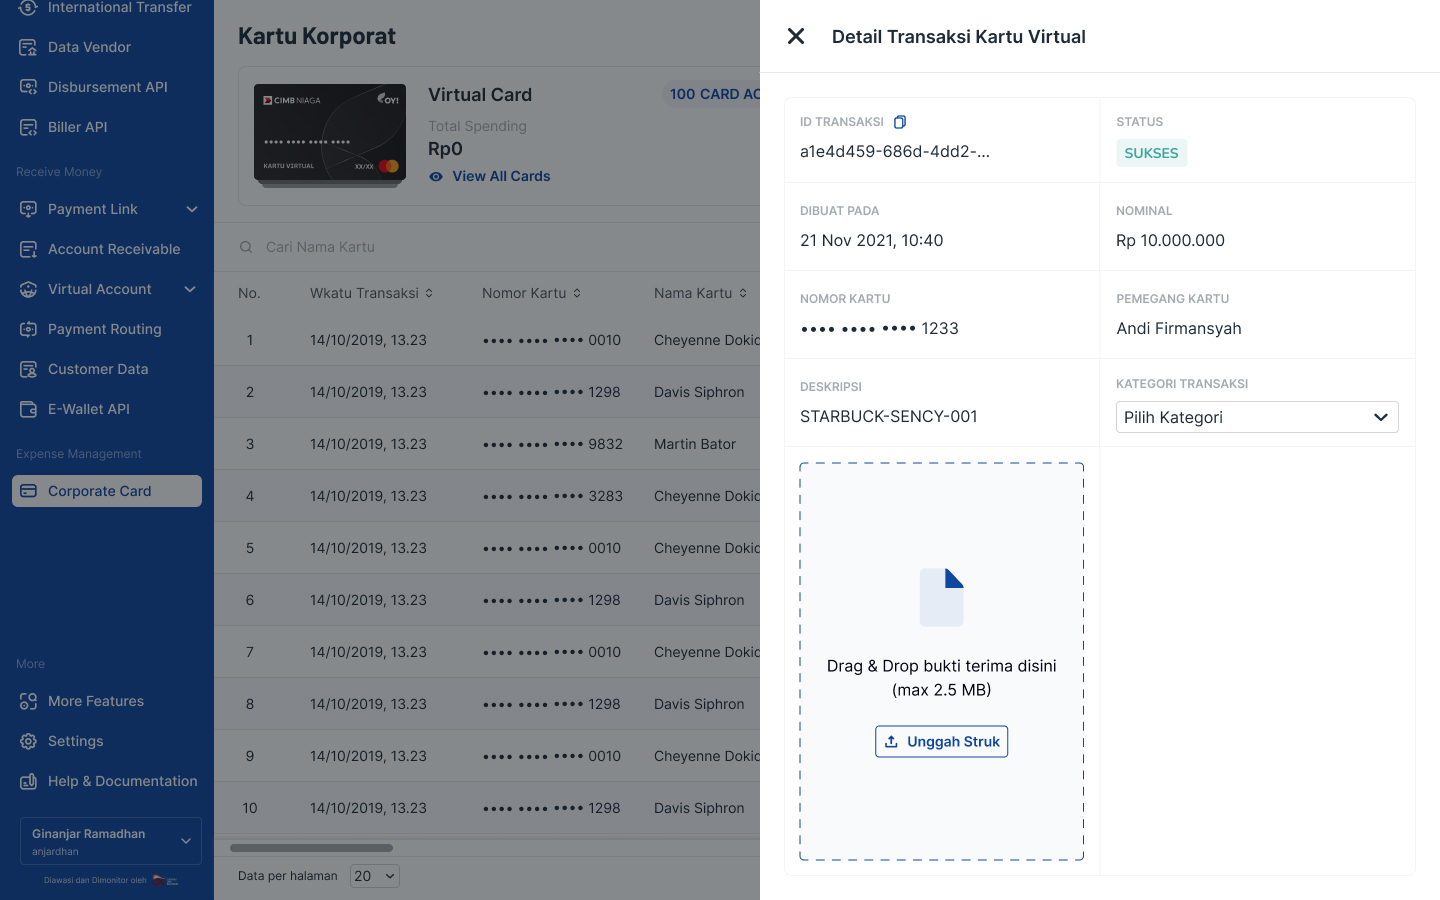 International Transfer
Data Vendor
Disbursement API
Biller API
Receive Money
Payment Link
Account Receivable
Virtual Account
Payment Routing
Customer Data
E-Wallet API
Expense Management
Corporate Card
More
More Features
Settings
Help & Documentation
Ginanjar Ramadhan
anjardhan
Diawasi dan Dimonitor oleh
Kartu Korporat
CIMB NIAGA
OY!
•••• •••• •••• ••••
KARTU VIRTUAL
XX/XX
Virtual Card
100 CARD AC
Total Spending
Rp0
View All Cards
Cari Nama Kartu
No. Wkatu Transaksi Nomor Kartu Nama Kartu
1 14/10/2019, 13.23 •••• •••• •••• 0010 Cheyenne Dokid
2 14/10/2019, 13.23 •••• •••• •••• 1298 Davis Siphron
3 14/10/2019, 13.23 •••• •••• •••• 9832 Martin Bator
4 14/10/2019, 13.23 •••• •••• •••• 3283 Cheyenne Dokid
5 14/10/2019, 13.23 •••• •••• •••• 0010 Cheyenne Dokid
6 14/10/2019, 13.23 •••• •••• •••• 1298 Davis Siphron
7 14/10/2019, 13.23 •••• •••• •••• 0010 Cheyenne Dokid
8 14/10/2019, 13.23 •••• •••• •••• 1298 Davis Siphron
9 14/10/2019, 13.23 •••• •••• •••• 0010 Cheyenne Dokid
10 14/10/2019, 13.23 •••• •••• •••• 1298 Davis Siphron
Data per halaman 20
Detail Transaksi Kartu Virtual
ID TRANSAKSI
a1e4d459-686d-4dd2-...
STATUS
SUKSES
DIBUAT PADA
21 Nov 2021, 10:40
NOMINAL
Rp 10.000.000
NOMOR KARTU
•••• •••• •••• 1233
PEMEGANG KARTU
Andi Firmansyah
DESKRIPSI
STARBUCK-SENCY-001
KATEGORI TRANSAKSI
Pilih Kategori
Drag & Drop bukti terima disini
(max 2.5 MB)
Unggah Struk